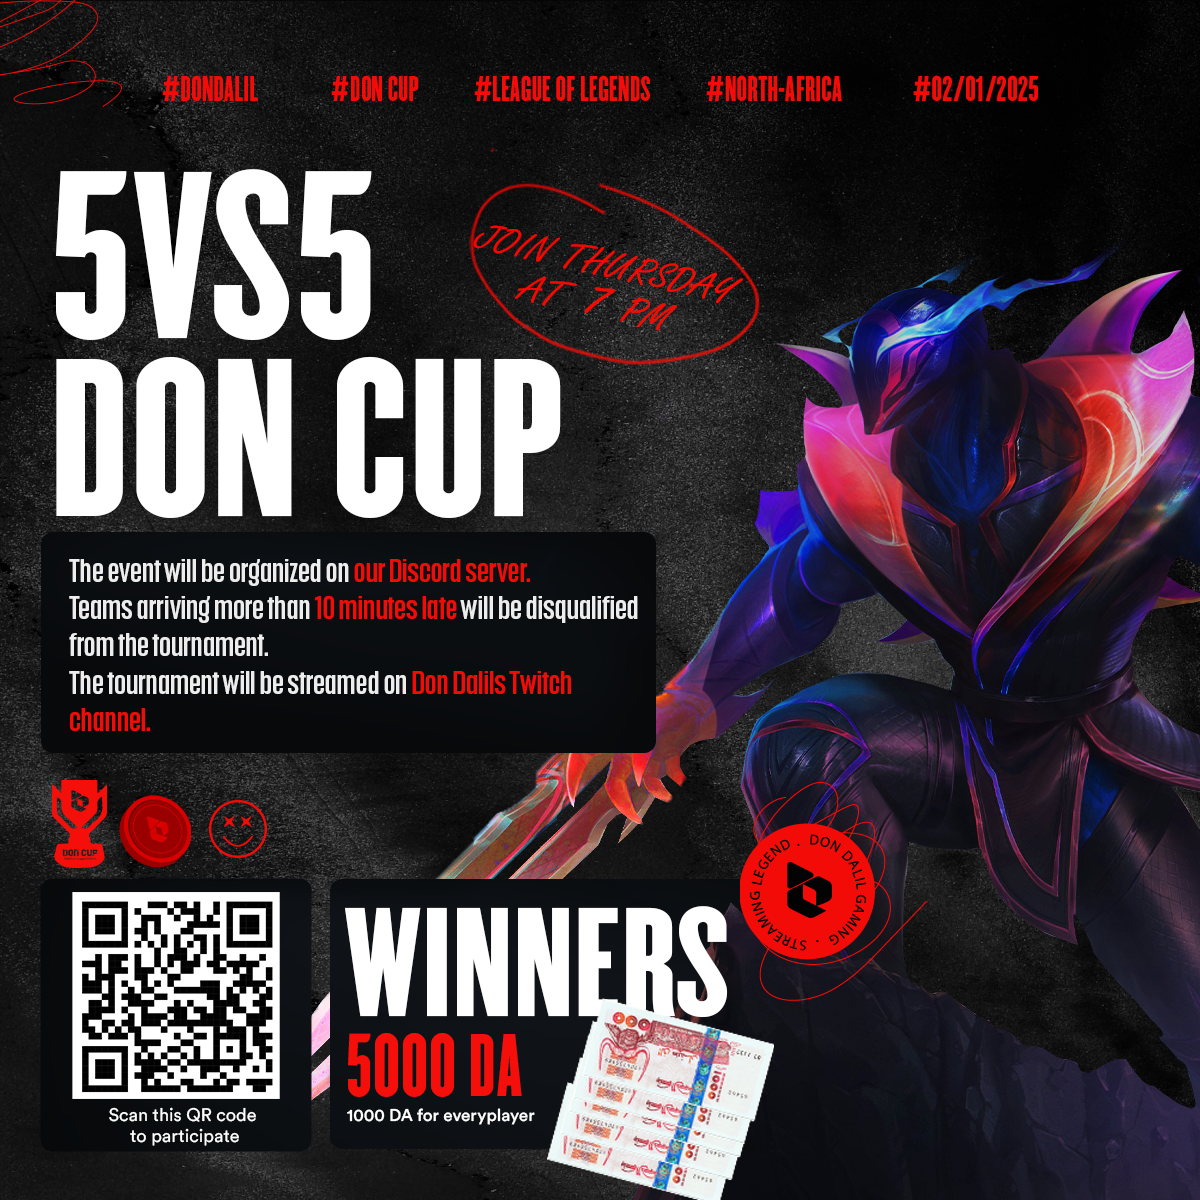 #DONDALIL #DON CUP #LEAGUE OF LEGENDS #NORTH-AFRICA #02/01/2025
5VS5
DON CUP
JOIN THURSDAY
AT 7 PM
The event will be organized on our Discord server.
Teams arriving more than 10 minutes late will be disqualified
from the tournament.
The tournament will be streamed on Don Dalils Twitch
channel.
DON CUP
STREAMING LEGEND . DON DALIL GAMING .
WINNERS
5000 DA
1000 DA for everyplayer
Scan this QR code
to participate